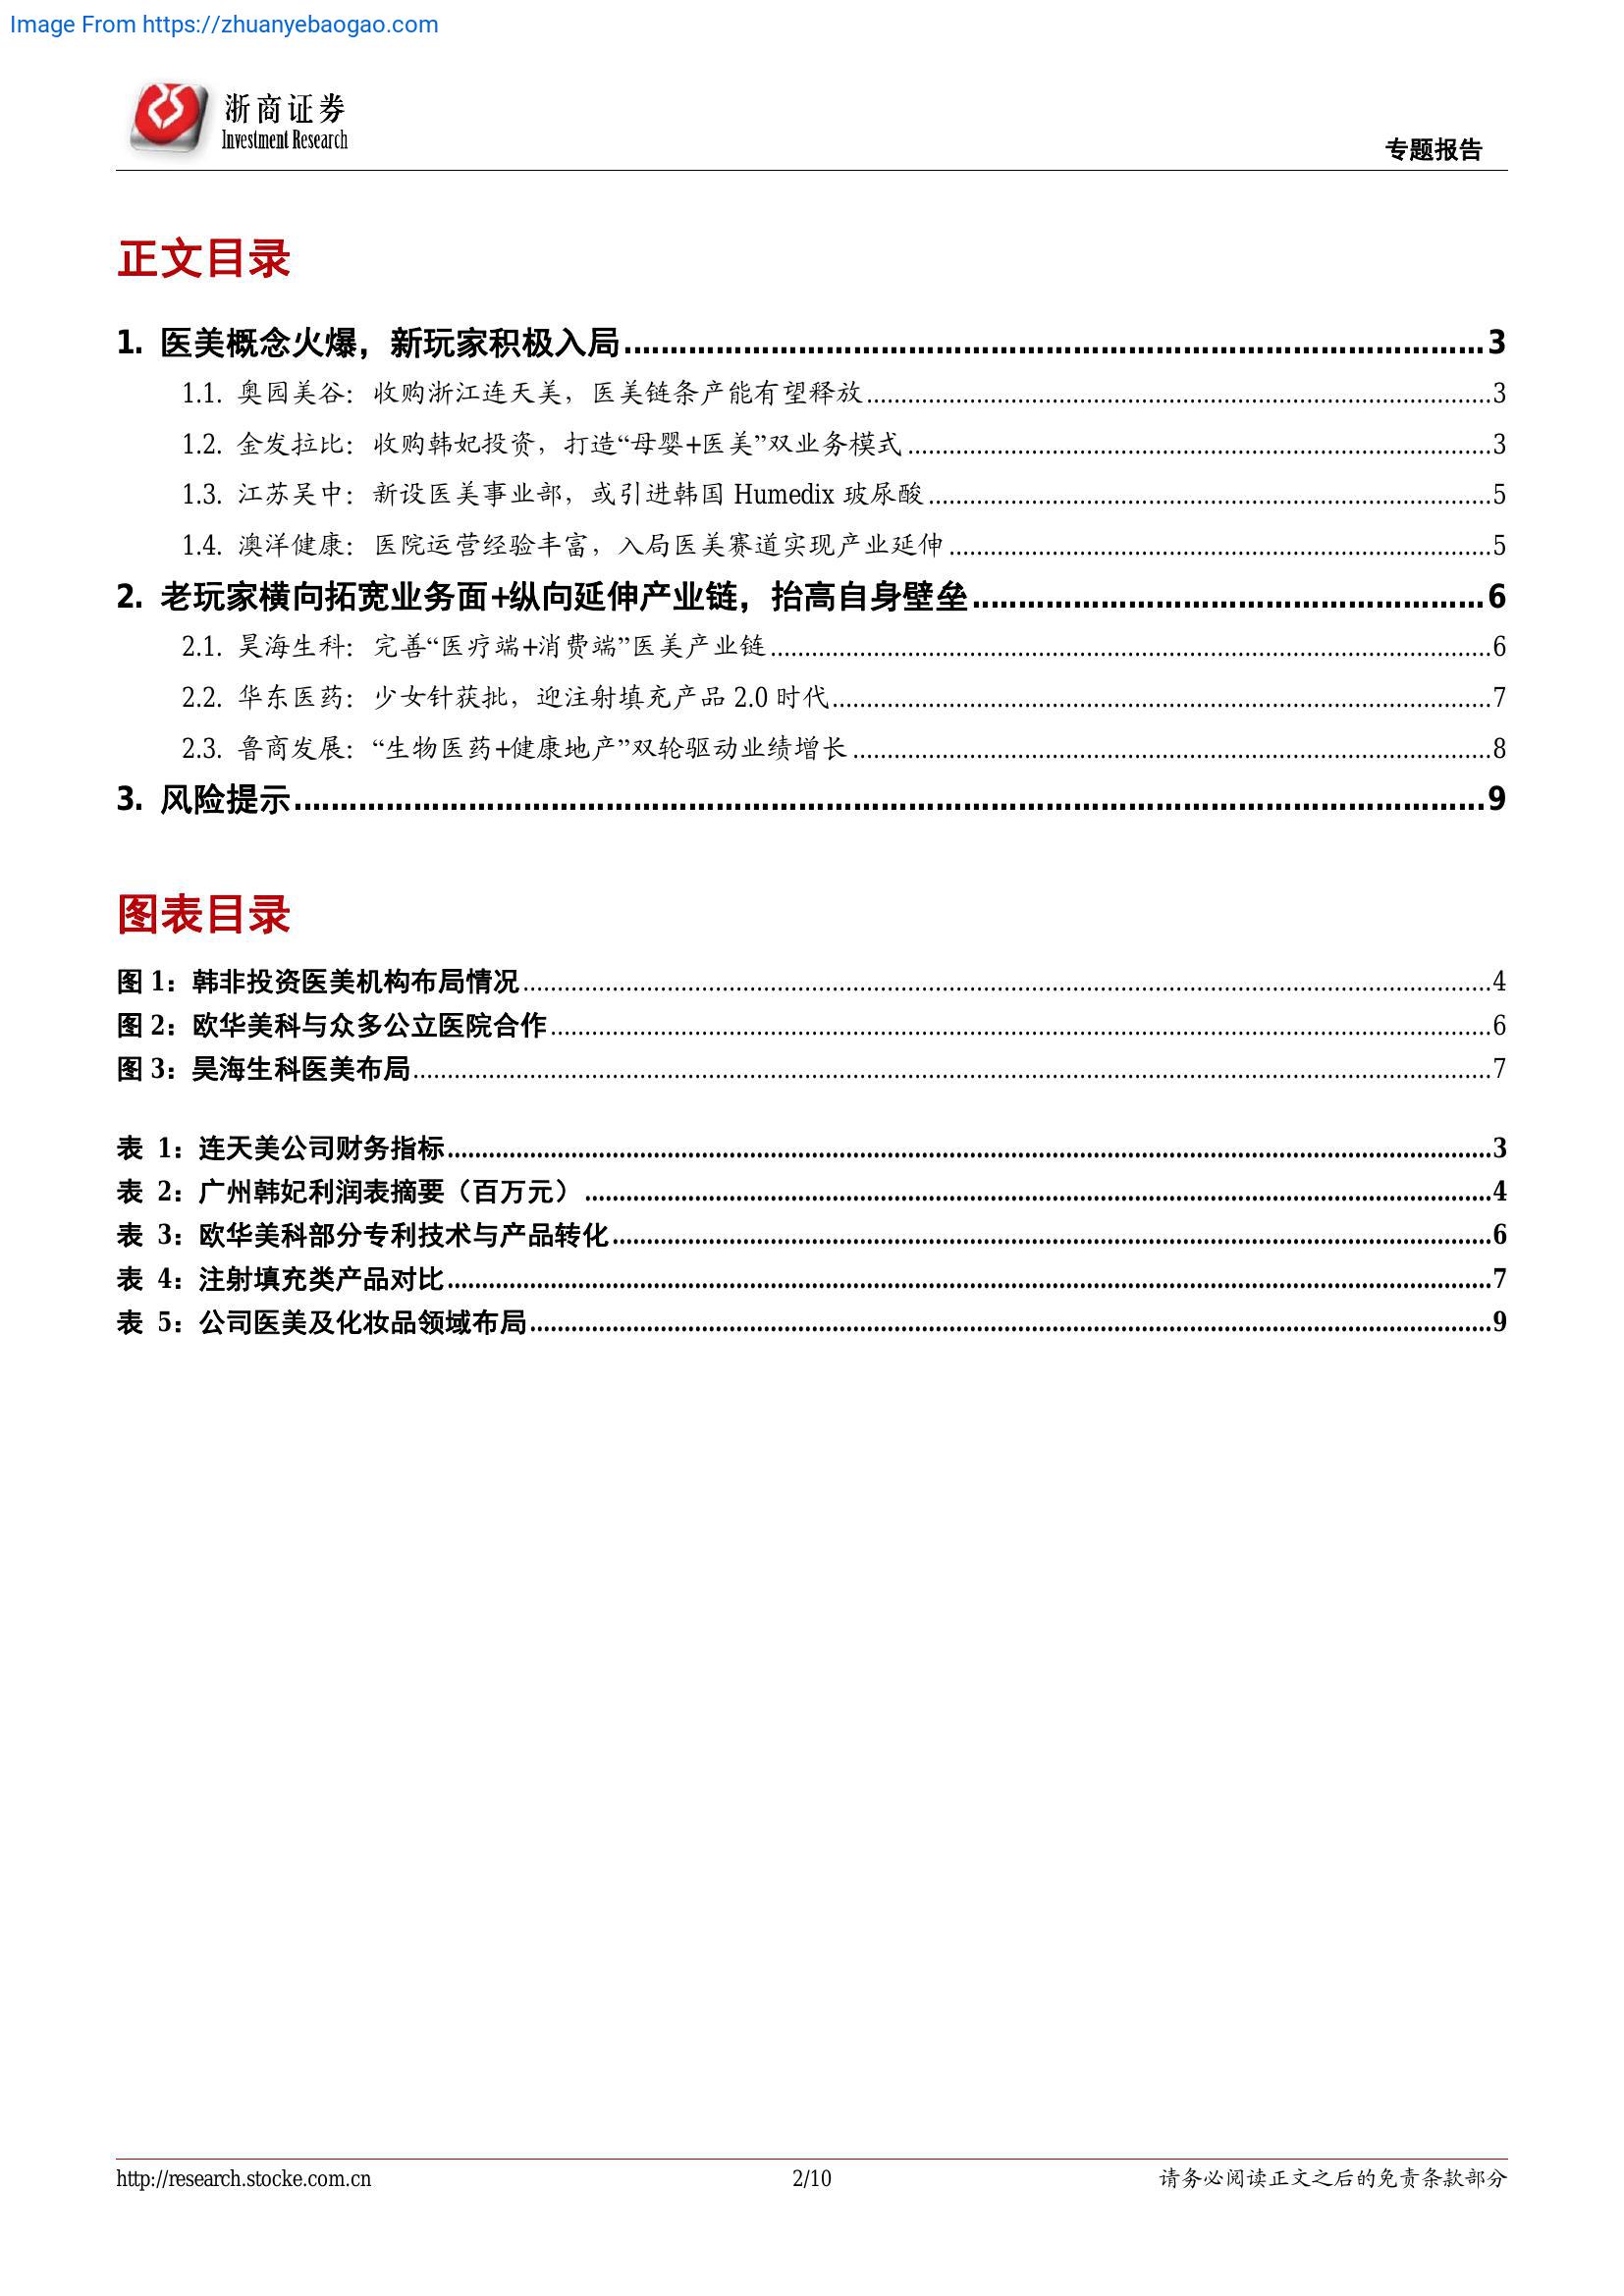 Image From https://zhuanyebaogao.com
浙商证券
Investment Research
专题报告
正文目录
1. 医美概念火爆，新玩家积极入局 3
1.1. 奥园美谷：收购浙江连天美，医美链条产能有望释放 3
1.2. 金发拉比：收购韩妃投资，打造“母婴+医美”双业务模式 3
1.3. 江苏吴中：新设医美事业部，或引进韩国 Humedix 玻尿酸 5
1.4. 澳洋健康：医院运营经验丰富，入局医美赛道实现产业延伸 5
2. 老玩家横向拓宽业务面+纵向延伸产业链，抬高自身壁垒 6
2.1. 昊海生科：完善“医疗端+消费端”医美产业链 6
2.2. 华东医药：少女针获批，迎注射填充产品 2.0 时代 7
2.3. 鲁商发展：“生物医药+健康地产”双轮驱动业绩增长 8
3. 风险提示 9
图表目录
图 1：韩非投资医美机构布局情况 4
图 2：欧华美科与众多公立医院合作 6
图 3：昊海生科医美布局 7
表 1：连天美公司财务指标 3
表 2：广州韩妃利润表摘要（百万元） 4
表 3：欧华美科部分专利技术与产品转化 6
表 4：注射填充类产品对比 7
表 5：公司医美及化妆品领域布局 9
http://research.stocke.com.cn 2/10 请务必阅读正文之后的免责条款部分